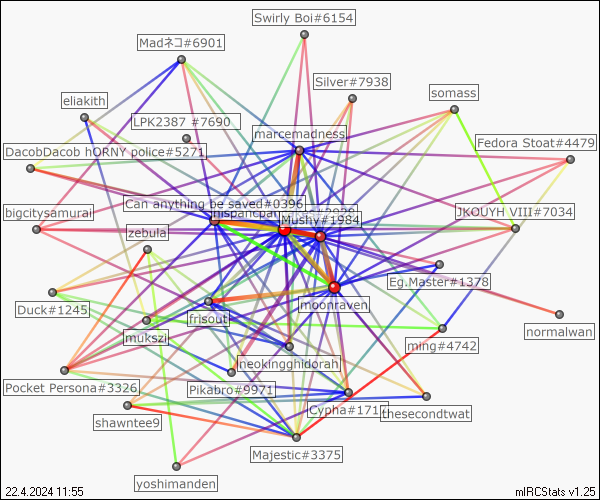 Swirly Boi#6154
Madネコ#6901
Silver#7938
eliakith
somass
LPK2387 #7690
marcemadness
Fedora Stoat#4479
DacobDacob hORNY police#5271
Can anything be saved#0396
bigcitysamurai
JKOUYH VIII#7034
Mushy#1984
zebula
Eg.Master#1378
Duck#1245
moonraven
frisout
normalwan
mukszii
ming#4742
neokingghidorah
Pocket Persona#3326
Pikabro#9971
Cypha#171
thesecondtwat
shawntee9
Majestic#3375
yoshimanden
22.4.2024 11:55
mIRCStats v1.25